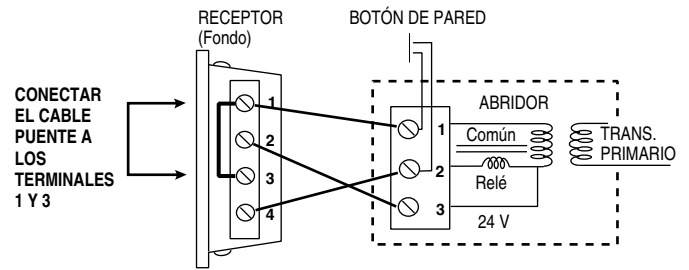 RECEPTOR
(Fondo)
BOTÓN DE PARED
CONECTAR
EL CABLE
PUENTE A
LOS
TERMINALES
1 Y 3
1
2
3
4
1
2
3
ABRIDOR
Común
Relé
24 V
TRANS.
PRIMARIO